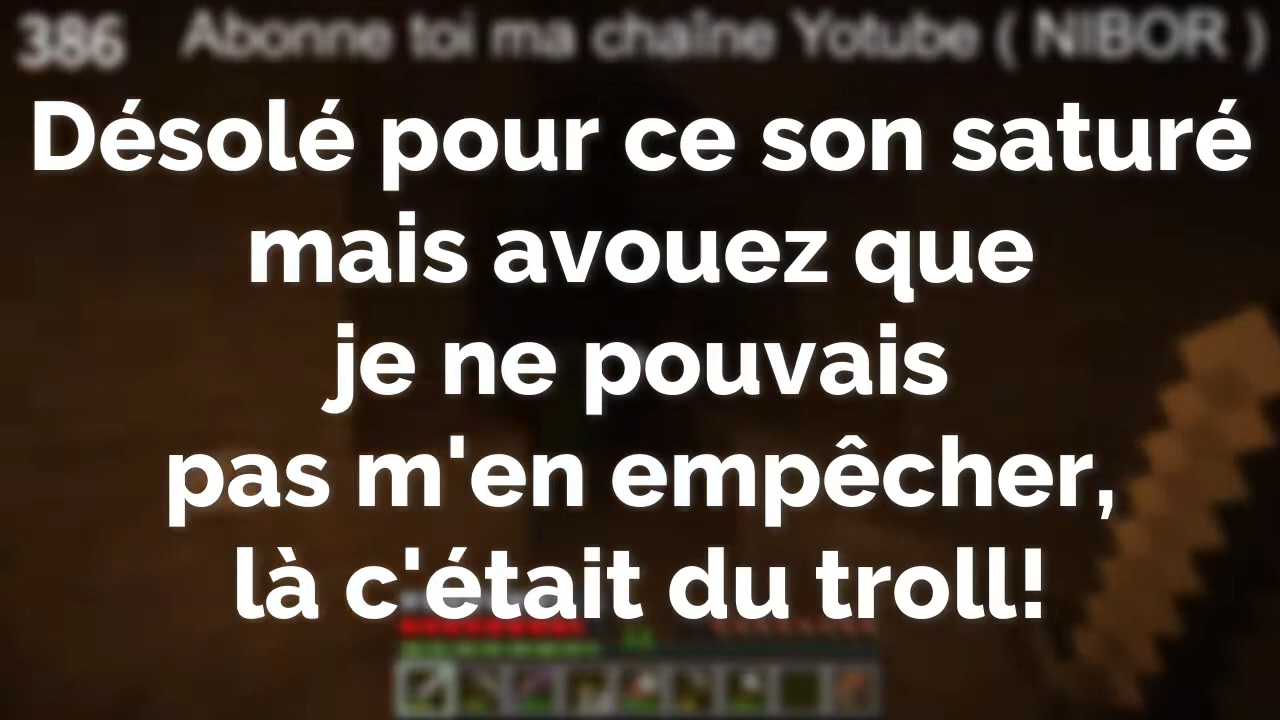 386 Abonne toi ma chaîne Yotube ( NIBOR )
Désolé pour ce son saturé
mais avouez que
je ne pouvais
pas m'en empêcher,
là c'était du troll!